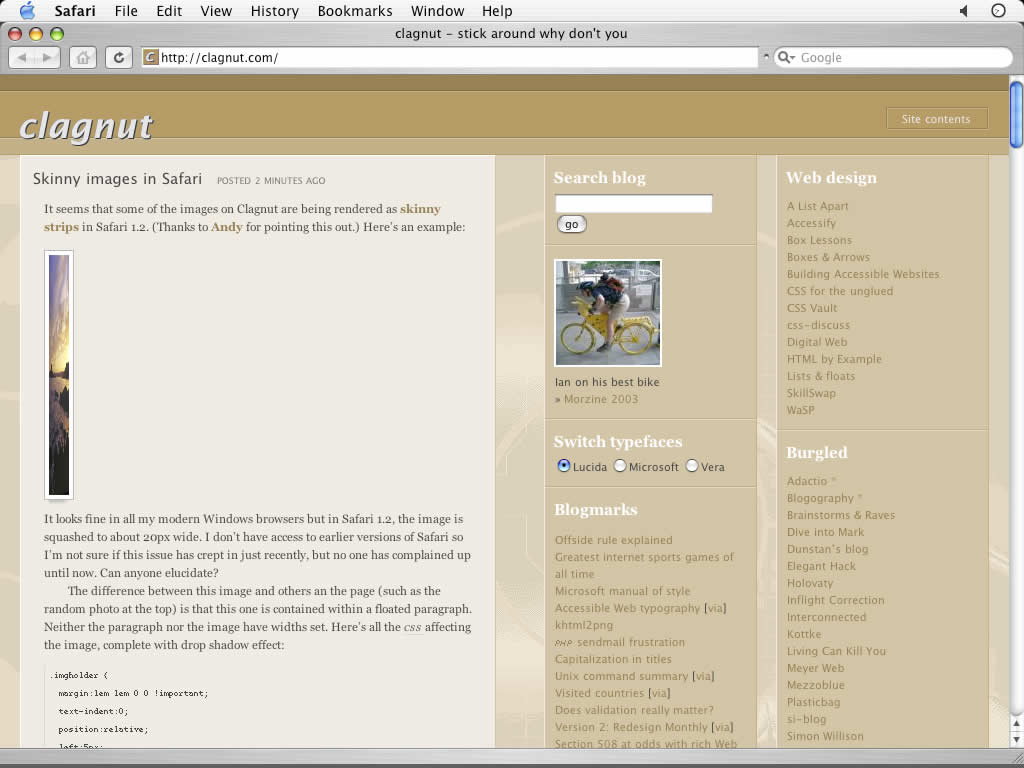 Safari File Edit View History Bookmarks Window Help
clagnut - stick around why don't you
http://clagnut.com/
Google
clagnut
Site contents
Skinny images in Safari POSTED 2 MINUTES AGO
It seems that some of the images on Clagnut are being rendered as skinny
strips in Safari 1.2. (Thanks to Andy for pointing this out.) Here's an example:
It looks fine in all my modern Windows browsers but in Safari 1.2, the image is
squashed to about 20px wide. I don't have access to earlier versions of Safari so
I'm not sure if this issue has crept in just recently, but no one has complained up
until now. Can anyone elucidate?
The difference between this image and others an the page (such as the
random photo at the top) is that this one is contained within a floated paragraph.
Neither the paragraph nor the image have widths set. Here's all the css affecting
the image, complete with drop shadow effect:
.imgholder {
margin:1em 1em 0 0 !important;
text-indent:0;
position:relative;
left:5px;
Search blog
go
Ian on his best bike
» Morzine 2003
Switch typefaces
Lucida Microsoft Vera
Blogmarks
Offside rule explained
Greatest internet sports games of
all time
Microsoft manual of style
Accessible Web typography [via]
khtml2png
PHP sendmail frustration
Capitalization in titles
Unix command summary [via]
Visited countries [via]
Does validation really matter?
Version 2: Redesign Monthly [via]
Section 508 at odds with rich Web
Web design
A List Apart
Accessify
Box Lessons
Boxes & Arrows
Building Accessible Websites
CSS for the unglued
CSS Vault
css-discuss
Digital Web
HTML by Example
Lists & floats
SkillSwap
WaSP
Burgled
Adactio *
Blogography *
Brainstorms & Raves
Dive into Mark
Dunstan's blog
Elegant Hack
Holovaty
Inflight Correction
Interconnected
Kottke
Living Can Kill You
Meyer Web
Mezzoblue
Plasticbag
si-blog
Simon Willison